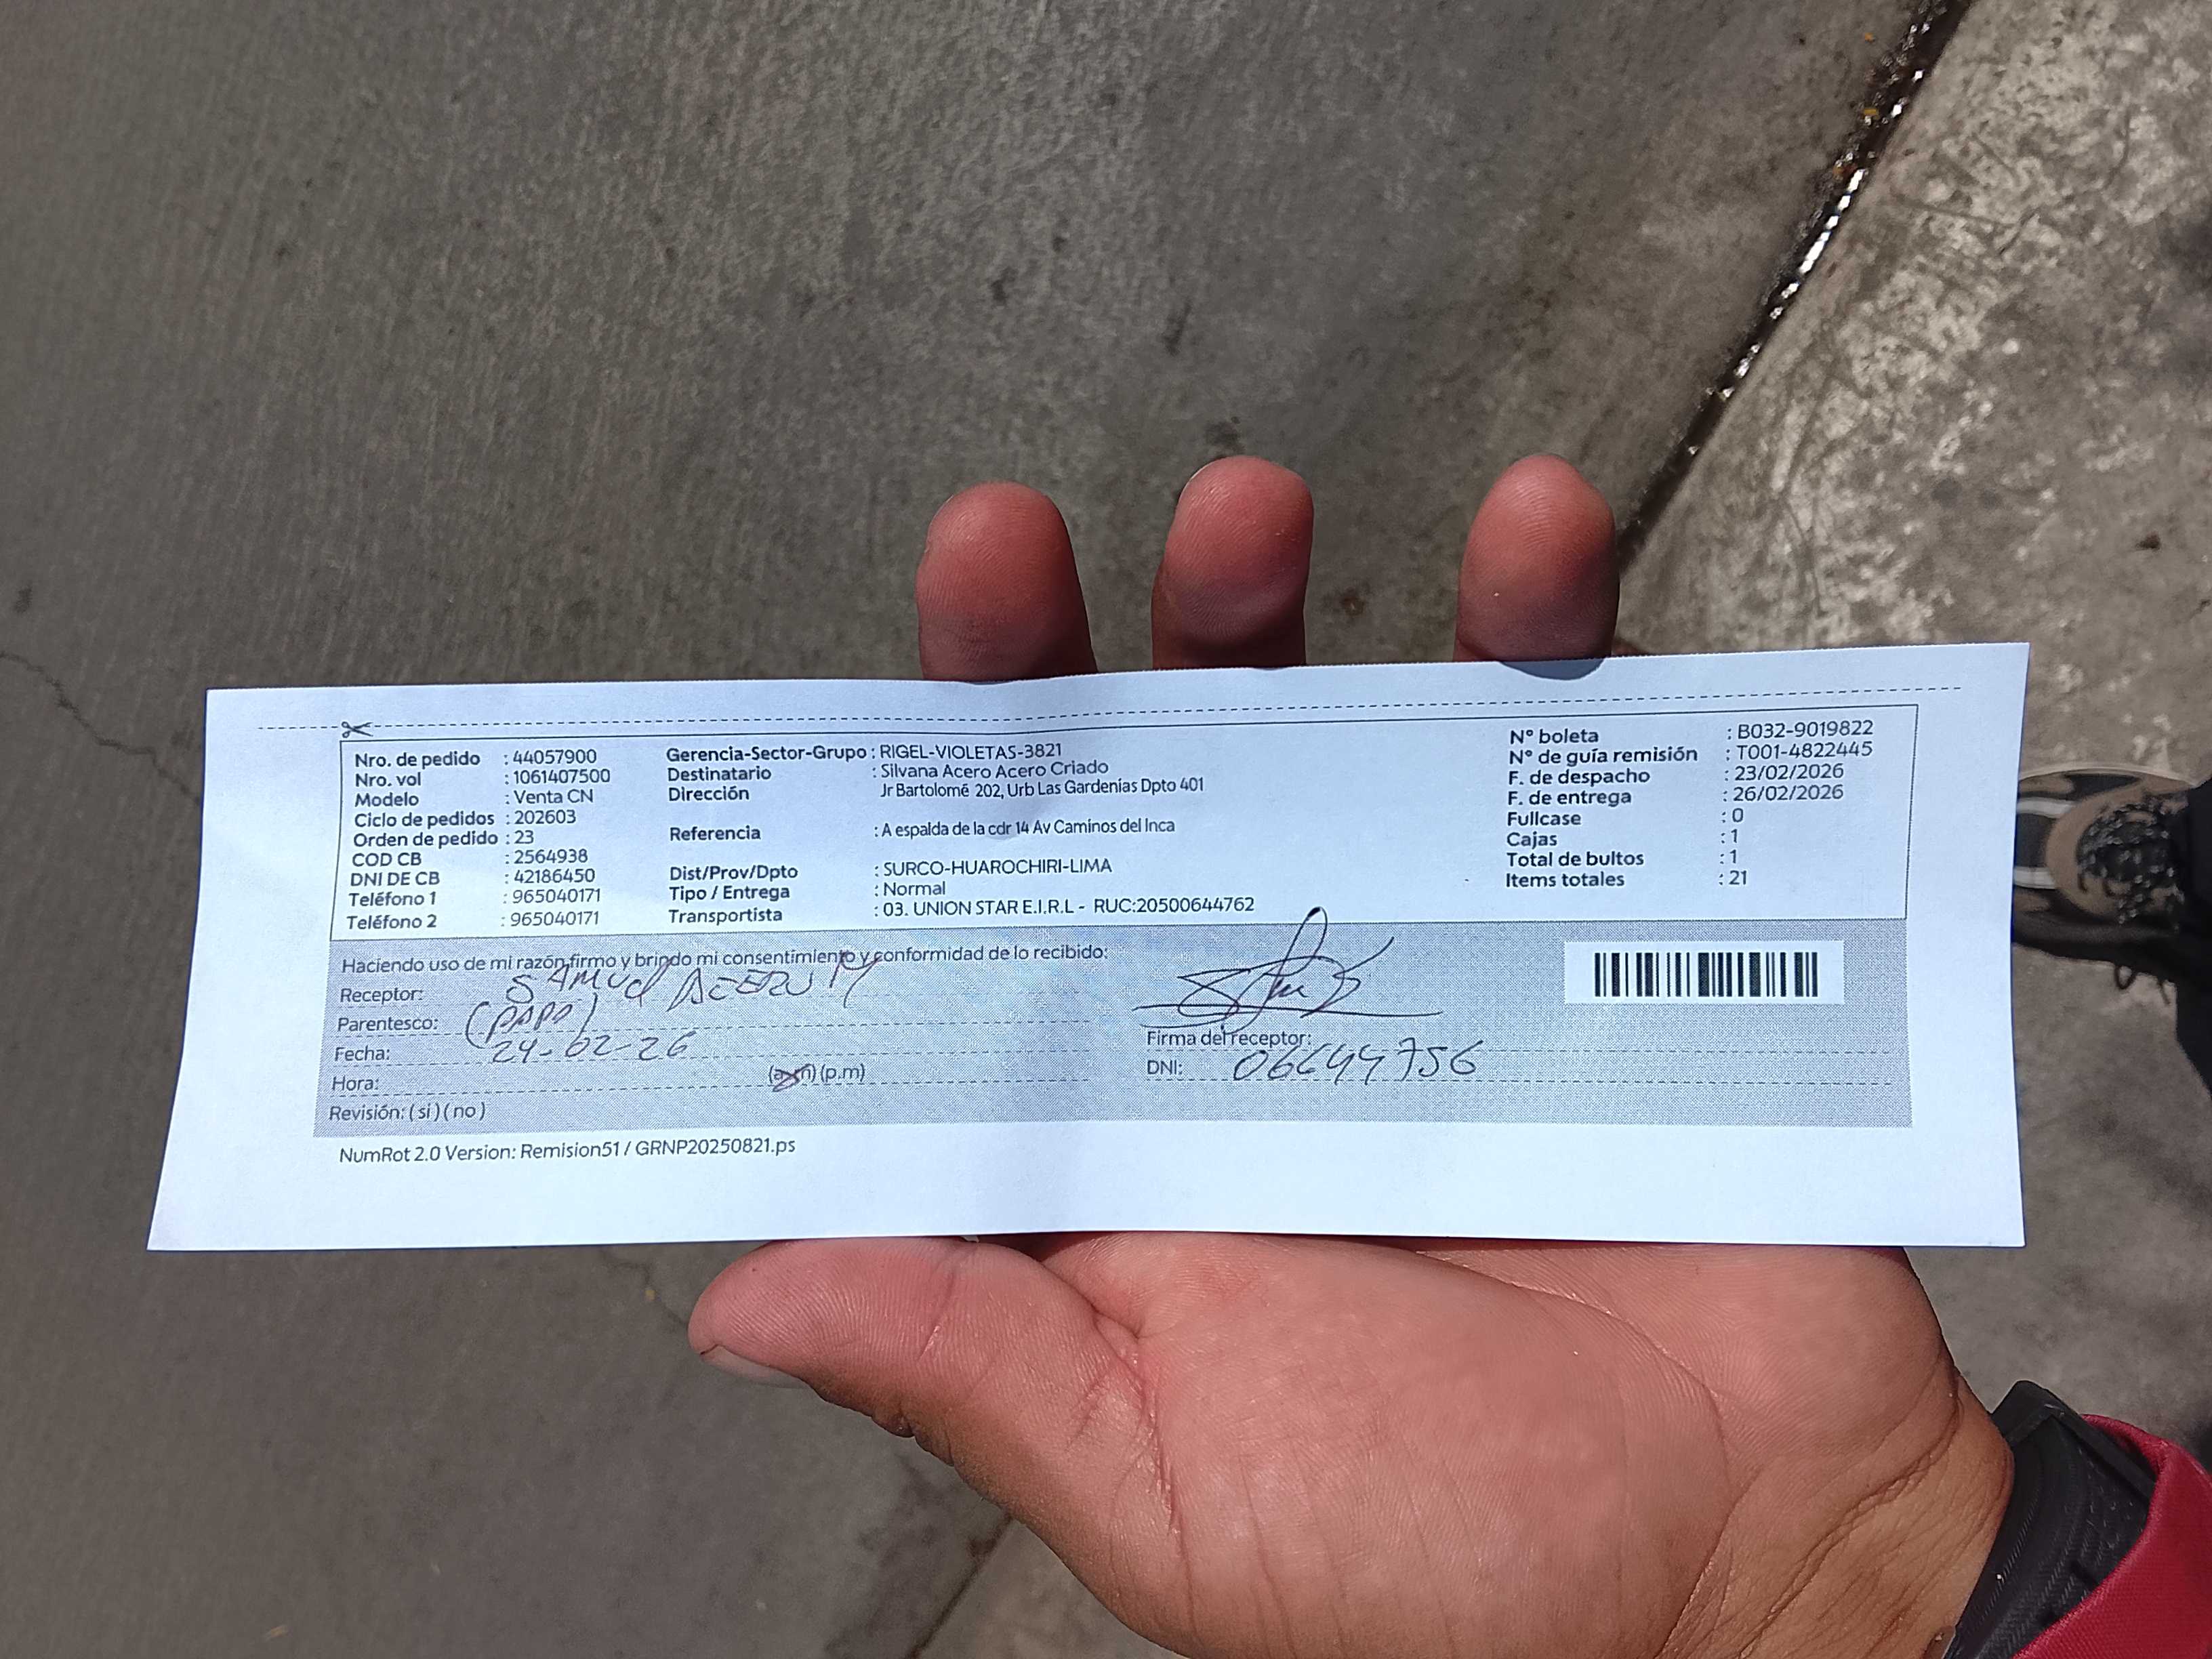 Nro. de pedido : 44057900
Nro. vol : 1061407500
Modelo : Venta CN
Ciclo de pedidos : 202603
Orden de pedido : 23
COD CB : 2564938
DNI DE CB : 42186450
Teléfono 1 : 965040171
Teléfono 2 : 965040171
Gerencia-Sector-Grupo : RIGEL-VIOLETAS-3821
Destinatario : Silvana Acero Acero Criado
Dirección Jr Bartolomé 202, Urb Las Gardenias Dpto 401
Referencia : A espalda de la cdr 14 Av Caminos del Inca
Dist/Prov/Dpto : SURCO-HUAROCHIRI-LIMA
Tipo / Entrega : Normal
Transportista : 03. UNION STAR E.I.R.L - RUC:20500644762
N° boleta : B032-9019822
N° de guía remisión : T001-4822445
F. de despacho : 23/02/2026
F. de entrega : 26/02/2026
Fullcase : 0
Cajas : 1
Total de bultos : 1
Items totales : 21
Haciendo uso de mi razón firmo y brindo mi consentimiento y conformidad de lo recibido:
Receptor: SAMUel
Parentesco: (PAPA)
Fecha: 24-02-26
Hora: (a.m) (p.m)
Revisión: ( si ) ( no )
Firma del receptor:
DNI:
NumRot 2.0 Version: Remision51 / GRNP20250821.ps